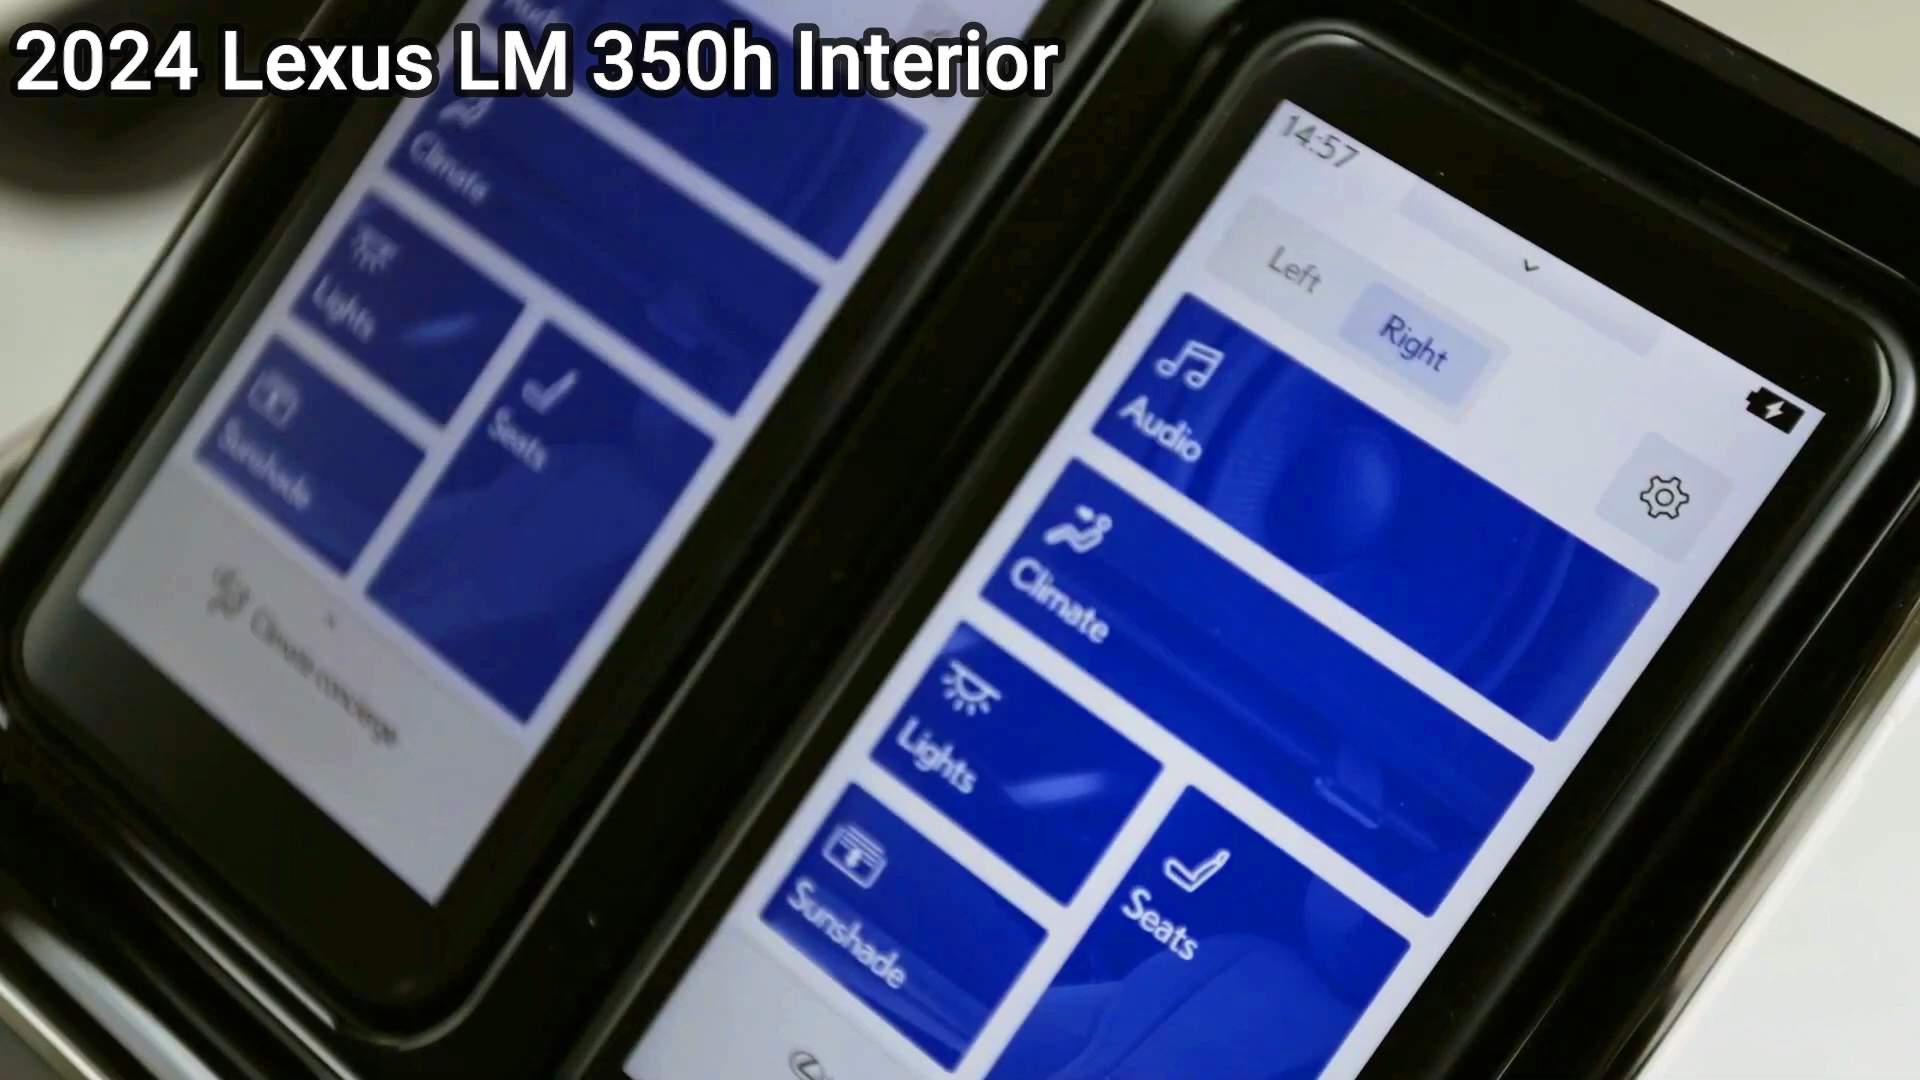 2024 Lexus LM 350h Interior
Audio
Climate
Lights
Seats
Sunshade
Climate concierge
14:57
Left
Right
Audio
Climate
Lights
Seats
Sunshade